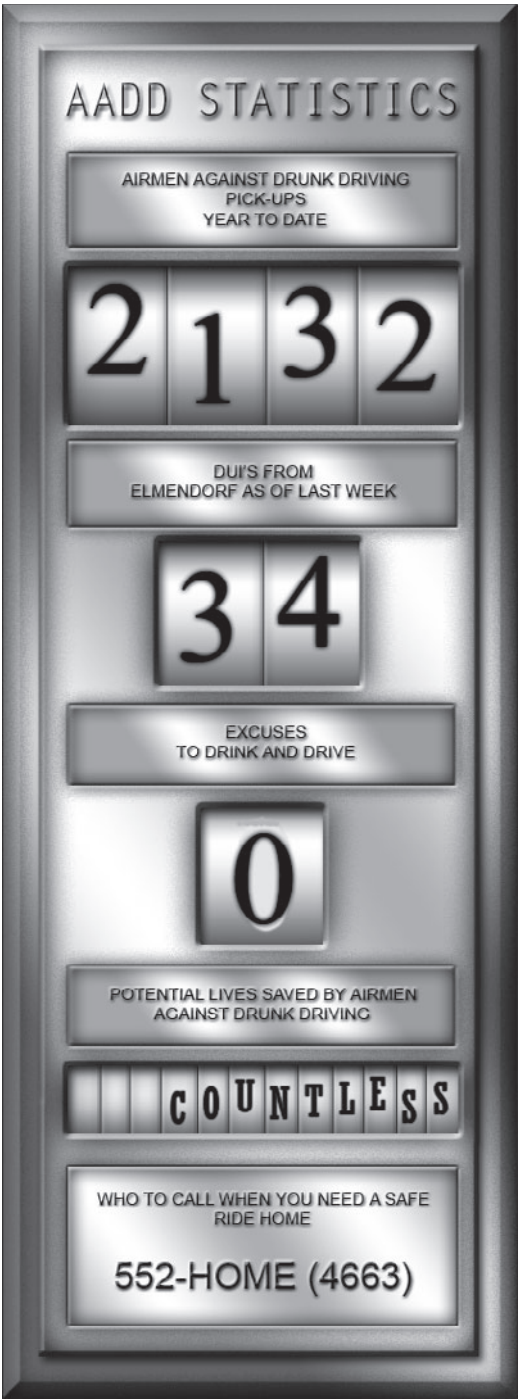 AADD STATISTICS
AIRMEN AGAINST DRUNK DRIVING
PICK-UPS
YEAR TO DATE
2132
DUI'S FROM
ELMENDORF AS OF LAST WEEK
34
EXCUSES
TO DRINK AND DRIVE
0
POTENTIAL LIVES SAVED BY AIRMEN
AGAINST DRUNK DRIVING
COUNTLESS
WHO TO CALL WHEN YOU NEED A SAFE
RIDE HOME
552-HOME (4663)